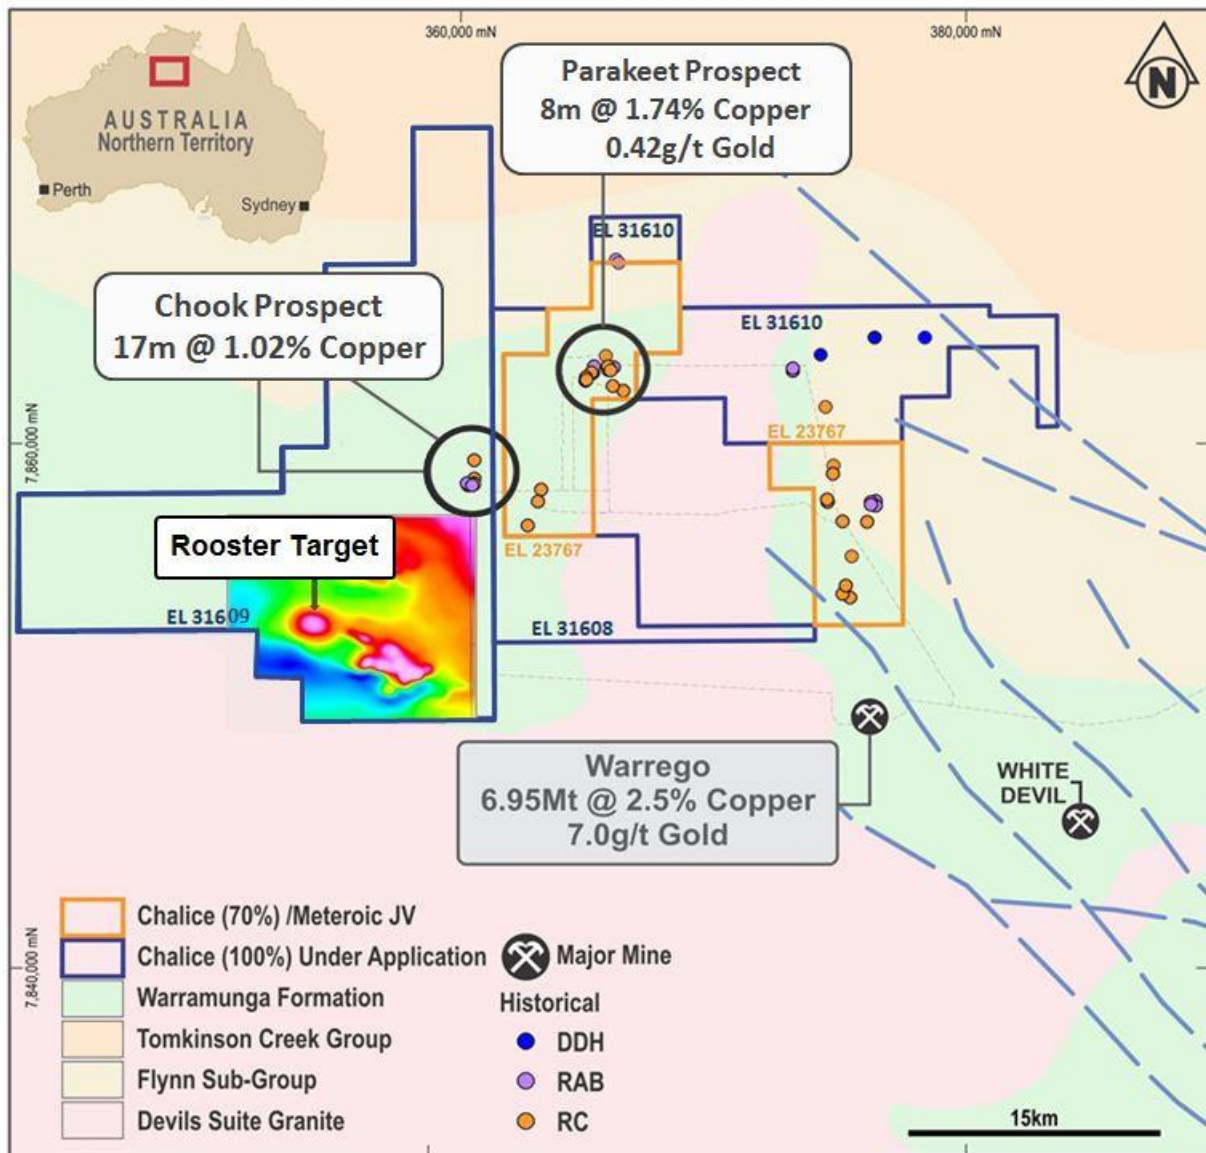 360,000 mN
380,000 mN
N
AUSTRALIA
Northern Territory
Perth
Sydney
Parakeet Prospect
8m @ 1.74% Copper
0.42g/t Gold
EL 31610
Chook Prospect
17m @ 1.02% Copper
EL 31610
7,860,000 mN
EL 23767
Rooster Target
EL 23767
EL 31609
EL 31608
Warrego
6.95Mt @ 2.5% Copper
7.0g/t Gold
WHITE
DEVIL
7,840,000 mN
Chalice (70%) /Meteroic JV
Chalice (100%) Under Application
Warramunga Formation
Tomkinson Creek Group
Flynn Sub-Group
Devils Suite Granite
Major Mine
Historical
DDH
RAB
RC
15km